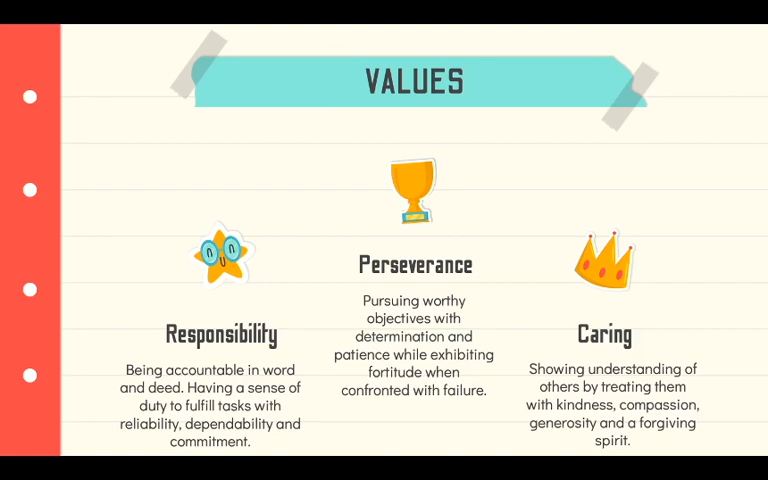 VALUES
Responsibility
Being accountable in word
and deed. Having a sense of
duty to fulfill tasks with
reliability, dependability and
commitment.
Perseverance
Pursuing worthy
objectives with
determination and
patience while exhibiting
fortitude when
confronted with failure.
Caring
Showing understanding of
others by treating them
with kindness, compassion,
generosity and a forgiving
spirit.